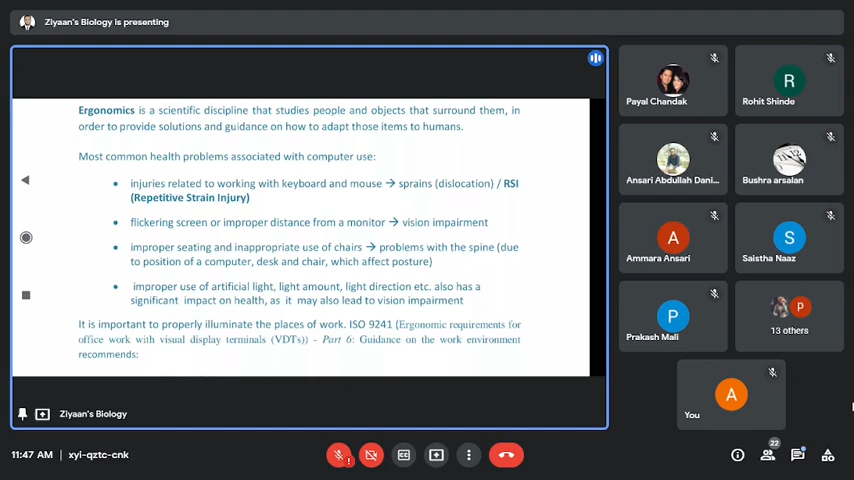 Ziyaan's Biology is presenting
Ergonomics is a scientific discipline that studies people and objects that surround them, in
order to provide solutions and guidance on how to adapt those items to humans.
Most common health problems associated with computer use:
• injuries related to working with keyboard and mouse → sprains (dislocation) / RSI
(Repetitive Strain Injury)
• flickering screen or improper distance from a monitor → vision impairment
• improper seating and inappropriate use of chairs → problems with the spine (due
to position of a computer, desk and chair, which affect posture)
• improper use of artificial light, light amount, light direction etc. also has a
significant impact on health, as it may also lead to vision impairment
It is important to properly illuminate the places of work. ISO 9241 (Ergonomic requirements for
office work with visual display terminals (VDTs)) - Part 6: Guidance on the work environment
recommends:
Ziyaan's Biology
Payal Chandak
R
Rohit Shinde
Ansari Abdullah Dani...
Bushra arsalan
A
Ammara Ansari
S
Saistha Naaz
P
Prakash Mali
P
13 others
A
You
11:47 AM | xyi-qztc-cnk
CC
22